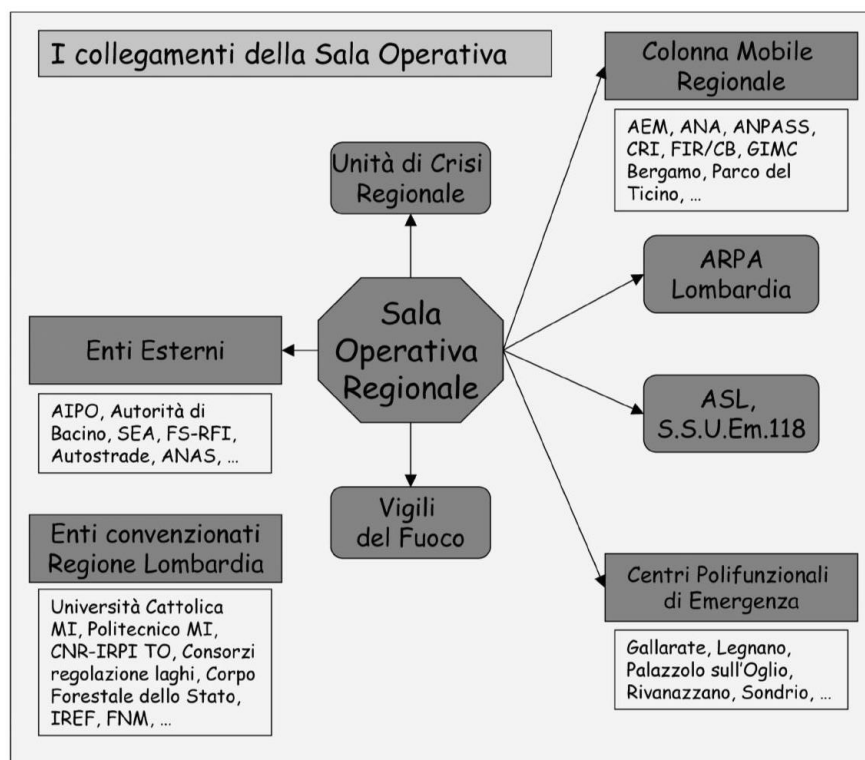 I collegamenti della Sala Operativa
Colonna Mobile
Regionale
AEM, ANA, ANPASS,
CRI, FIR/CB, GIMC
Bergamo, Parco del
Ticino, …
Unità di Crisi
Regionale
ARPA
Lombardia
Sala
Operativa
Regionale
Enti Esterni
AIPO, Autorità di
Bacino, SEA, FS-RFI,
Autostrade, ANAS, …
ASL,
S.S.U.Em.118
Vigili
del Fuoco
Enti convenzionati
Regione Lombardia
Università Cattolica
MI, Politecnico MI,
CNR-IRPI TO, Consorzi
regolazione laghi, Corpo
Forestale dello Stato,
IREF, FNM, …
Centri Polifunzionali
di Emergenza
Gallarate, Legnano,
Palazzolo sull'Oglio,
Rivanazzano, Sondrio, …